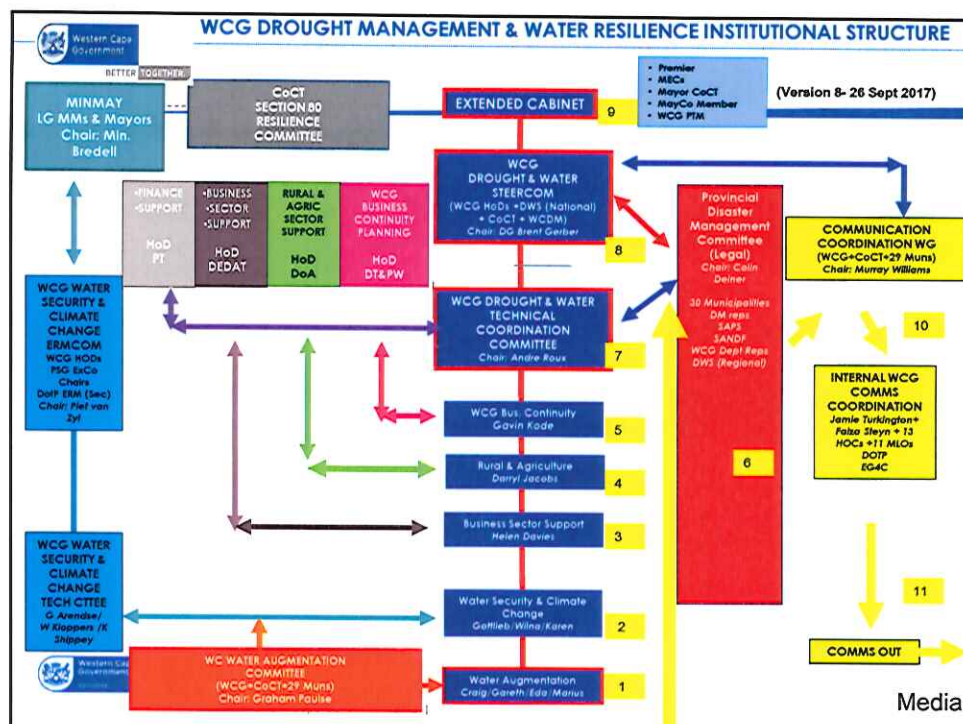 WCG DROUGHT MANAGEMENT & WATER RESILIENCE INSTITUTIONAL STRUCTURE
Western Cape
Government
BETTER TOGETHER.
MINMAY
LG MMs & Mayors
Chair: Min.
Bredell
CoCT
SECTION 80
RESILIENCE
COMMITTEE
EXTENDED CABINET
9
• Premier
• MECs
• Mayor CoCT
• MayCo Member
• WCG PTM
(Version 8- 26 Sept 2017)
•FINANCE
•SUPPORT
HoD
PT
•BUSINESS
•SECTOR
•SUPPORT
HoD
DEDAT
RURAL &
AGRIC
SECTOR
SUPPORT
HoD
DoA
WCG
BUSINESS
CONTINUITY
PLANNING
HoD
DT&PW
WCG
DROUGHT & WATER
STEERCOM
(WCG HoDs +DWS (National)
+ CoCT + WCDM)
Chair: DG Brent Gerber
8
Provincial
Disaster
Management
Committee
(Legal)
Chair: Colin
Deiner
30 Municipalities
DM reps
SAPS
SANDF
WCG Dept Reps
DWS (Regional)
6
COMMUNICATION
COORDINATION WG
(WCG+CoCT+29 Muns)
Chair: Murray Williams
10
WCG WATER
SECURITY &
CLIMATE
CHANGE
ERMCOM
WCG HODs
PSG ExCo
Chairs
DotP ERM (Sec)
Chair: Piet van
Zyl
WCG DROUGHT & WATER
TECHNICAL
COORDINATION
COMMITTEE
Chair: Andre Roux
7
INTERNAL WCG
COMMS
COORDINATION
Jamie Turkington+
Faiza Steyn + 13
HOCs +11 MLOs
DOTP
EG4C
WCG Bus. Continuity
Gavin Kode
5
Rural & Agriculture
Darryl Jacobs
4
Business Sector Support
Helen Davies
3
WCG WATER
SECURITY &
CLIMATE
CHANGE
TECH CTTEE
G Arendse/
W Kloppers /K
Shippey
Water Security & Climate
Change
Gottlieb/Wilna/Karen
2
11
COMMS OUT
Western Cape
Government
WC WATER AUGMENTATION
COMMITTEE
(WCG+CoCT+29 Muns)
Chair: Graham Paulse
Water Augmentation
Craig/Gareth/Eda/Marius
1
Media